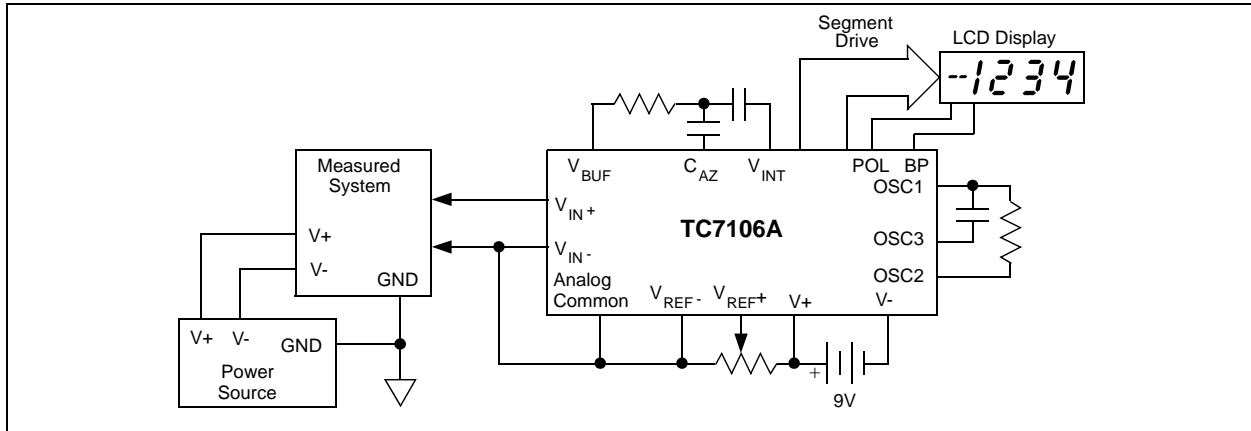 Segment
Drive
LCD Display
--1234
VBUF
CAZ
VINT
POL
BP
OSC1
Measured
System
VIN+
TC7106A
V+
VIN-
OSC3
V-
GND
Analog
Common
VREF-
VREF+
V+
OSC2
V-
V+
V-
GND
Power
Source
+
9V